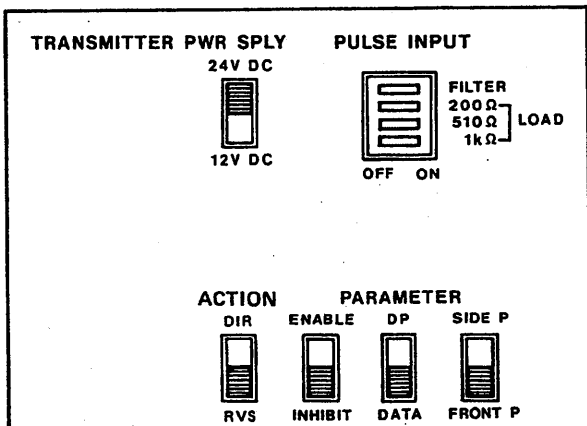 TRANSMITTER PWR SPLY
24V DC
12V DC
PULSE INPUT
FILTER
200Ω
510Ω
1kΩ
LOAD
OFF ON
ACTION
DIR
RVS
PARAMETER
ENABLE
INHIBIT
DP
DATA
SIDE P
FRONT P